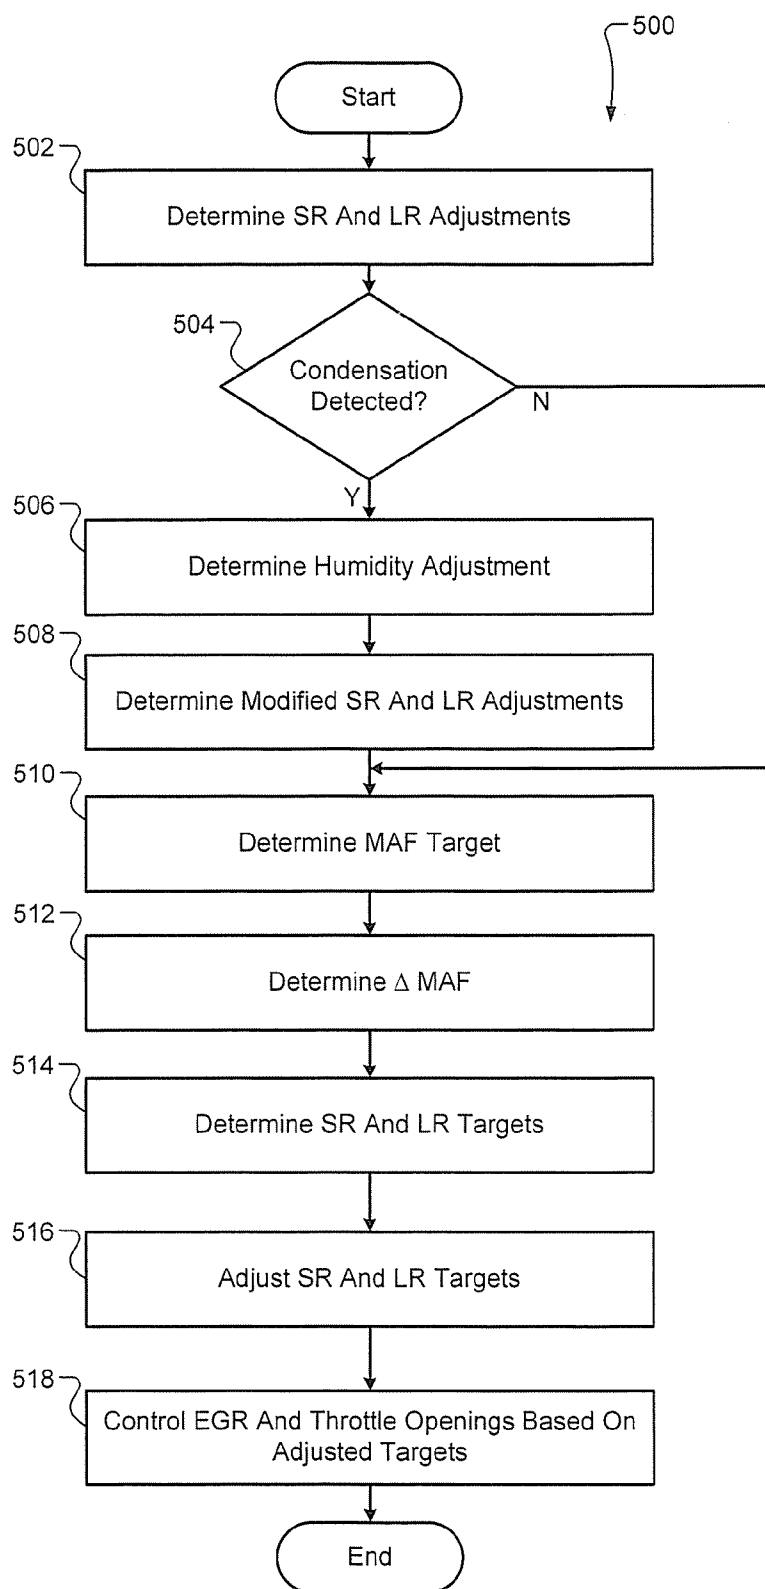 500
Start
502
Determine SR And LR Adjustments
504
Condensation
Detected?
N
Y
506
Determine Humidity Adjustment
508
Determine Modified SR And LR Adjustments
510
Determine MAF Target
512
Determine Δ MAF
514
Determine SR And LR Targets
516
Adjust SR And LR Targets
518
Control EGR And Throttle Openings Based On
Adjusted Targets
End